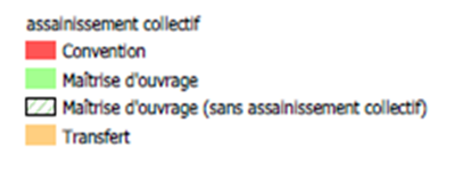 assainissement collectif
Convention
Maîtrise d'ouvrage
Maîtrise d'ouvrage (sans assainissement collectif)
Transfert